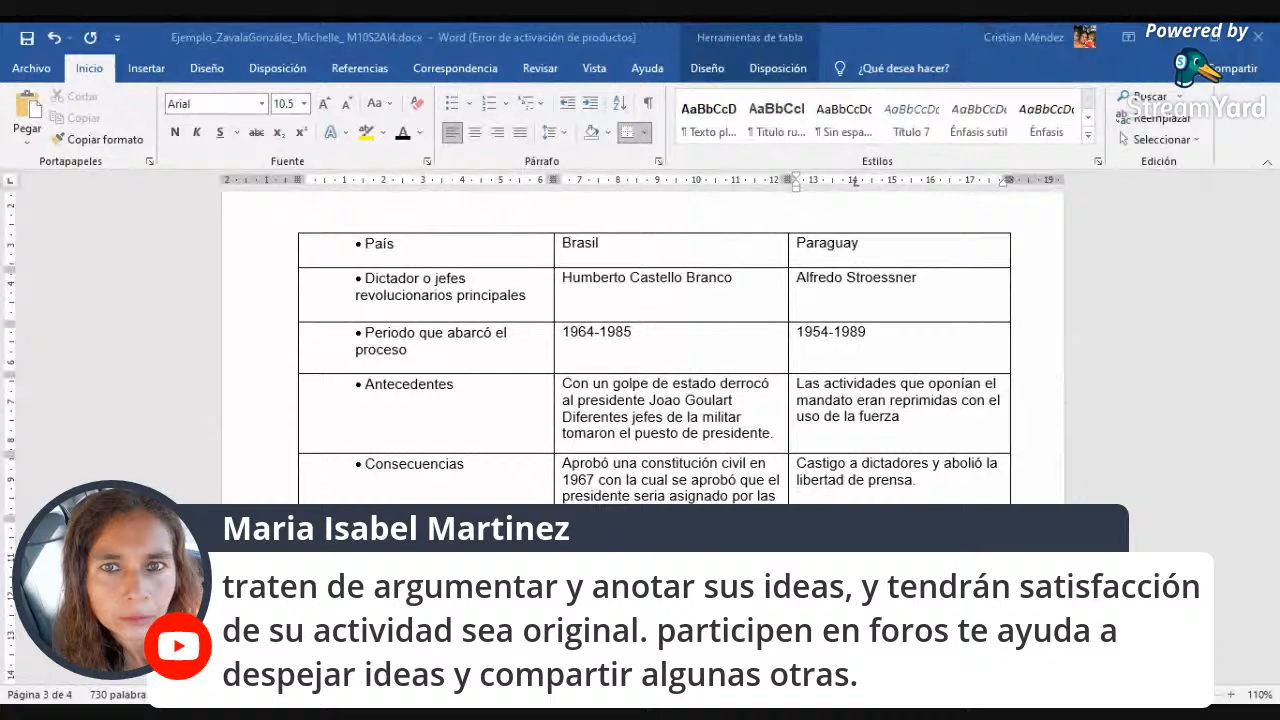 Powered by
StreamYard
Ejemplo_ZavalaGonzález_Michelle_ M10S2AI4.docx - Word (Error de activación de productos)
Herramientas de tabla
Cristian Méndez
Archivo Inicio Insertar Diseño Disposición Referencias Correspondencia Revisar Vista Ayuda Diseño Disposición ¿Qué desea hacer? Compartir
Pegar
Cortar
Copiar
Copiar formato
Portapapeles
Arial 10.5
N K S abc x₂ x²
Fuente
Párrafo
AaBbCcD AaBbCcI AaBbCcDc AaBbCcDc AaBbCcDc AaBbCcDc
¶ Texto pl... ¶ Título ru... ¶ Sin espa... ¶ Título 7 Énfasis sutil Énfasis
Estilos
Buscar
Reemplazar
Seleccionar
Edición
• País Brasil Paraguay
• Dictador o jefes
revolucionarios principales
Humberto Castello Branco
Alfredo Stroessner
• Periodo que abarcó el
proceso
1964-1985
1954-1989
• Antecedentes
Con un golpe de estado derrocó
al presidente Joao Goulart
Diferentes jefes de la militar
tomaron el puesto de presidente.
Las actividades que oponían el
mandato eran reprimidas con el
uso de la fuerza
• Consecuencias
Aprobó una constitución civil en
1967 con la cual se aprobó que el
presidente seria asignado por las
Castigo a dictadores y abolió la
libertad de prensa.
Maria Isabel Martinez
traten de argumentar y anotar sus ideas, y tendrán satisfacción
de su actividad sea original. participen en foros te ayuda a
despejar ideas y compartir algunas otras.
Página 3 de 4 730 palabra
110%